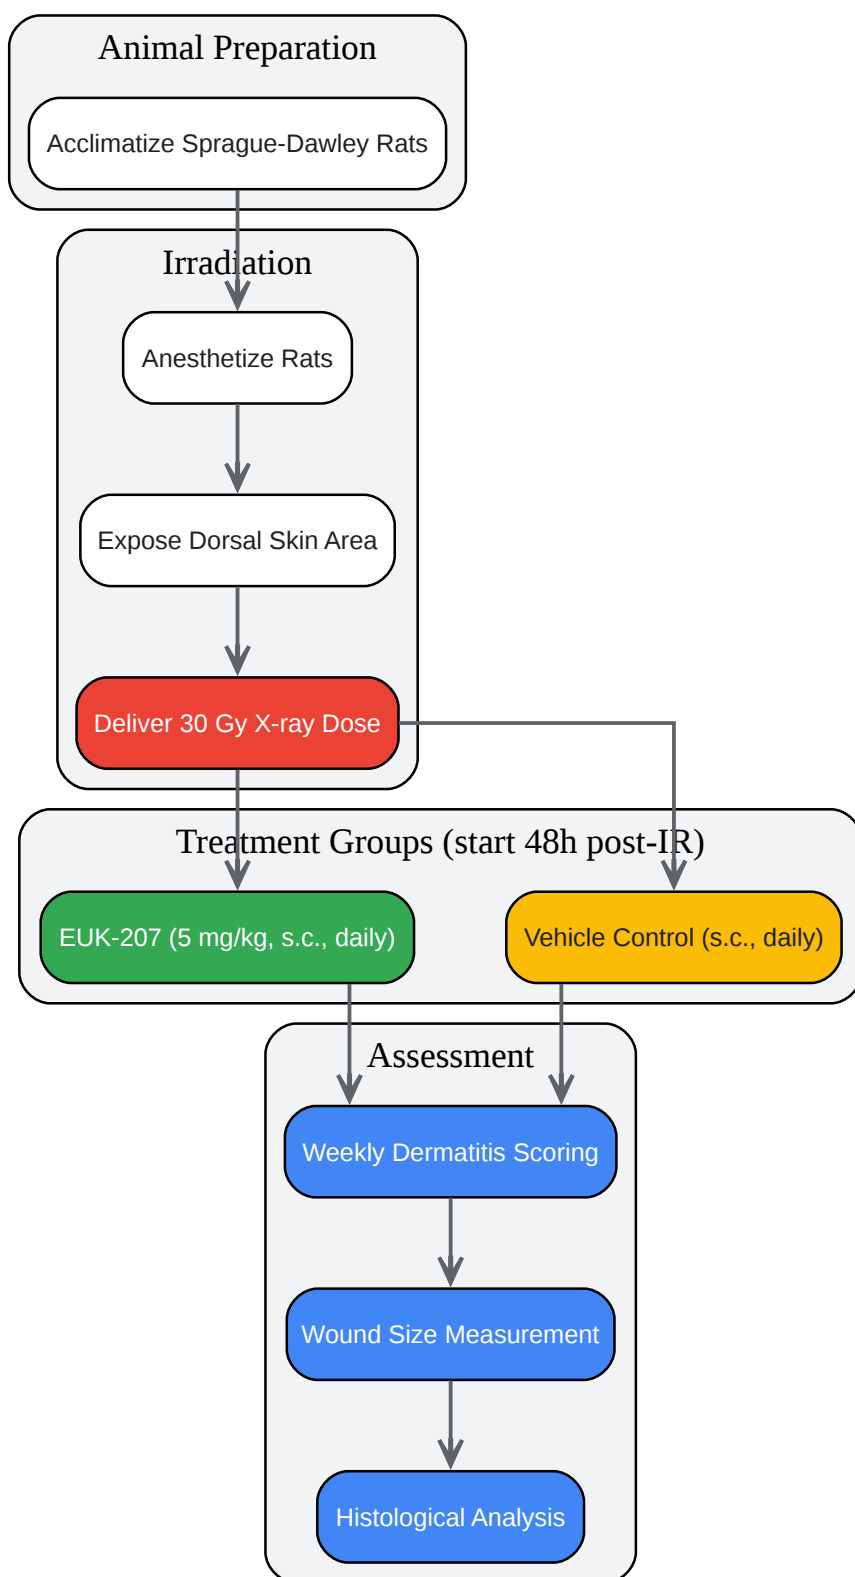 Animal Preparation
Acclimatize Sprague-Dawley Rats
Irradiation
Anesthetize Rats
Expose Dorsal Skin Area
Deliver 30 Gy X-ray Dose
Treatment Groups (start 48h post-IR)
EUK-207 (5 mg/kg, s.c., daily)
Vehicle Control (s.c., daily)
Assessment
Weekly Dermatitis Scoring
Wound Size Measurement
Histological Analysis